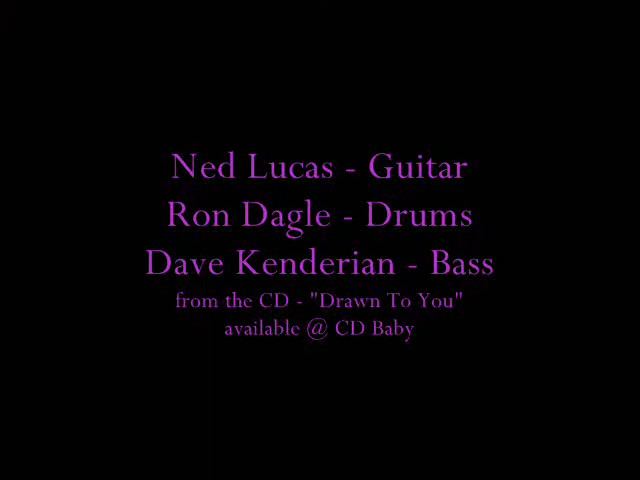 Ned Lucas - Guitar
Ron Dagle - Drums
Dave Kenderian - Bass
from the CD - "Drawn To You"
available @ CD Baby